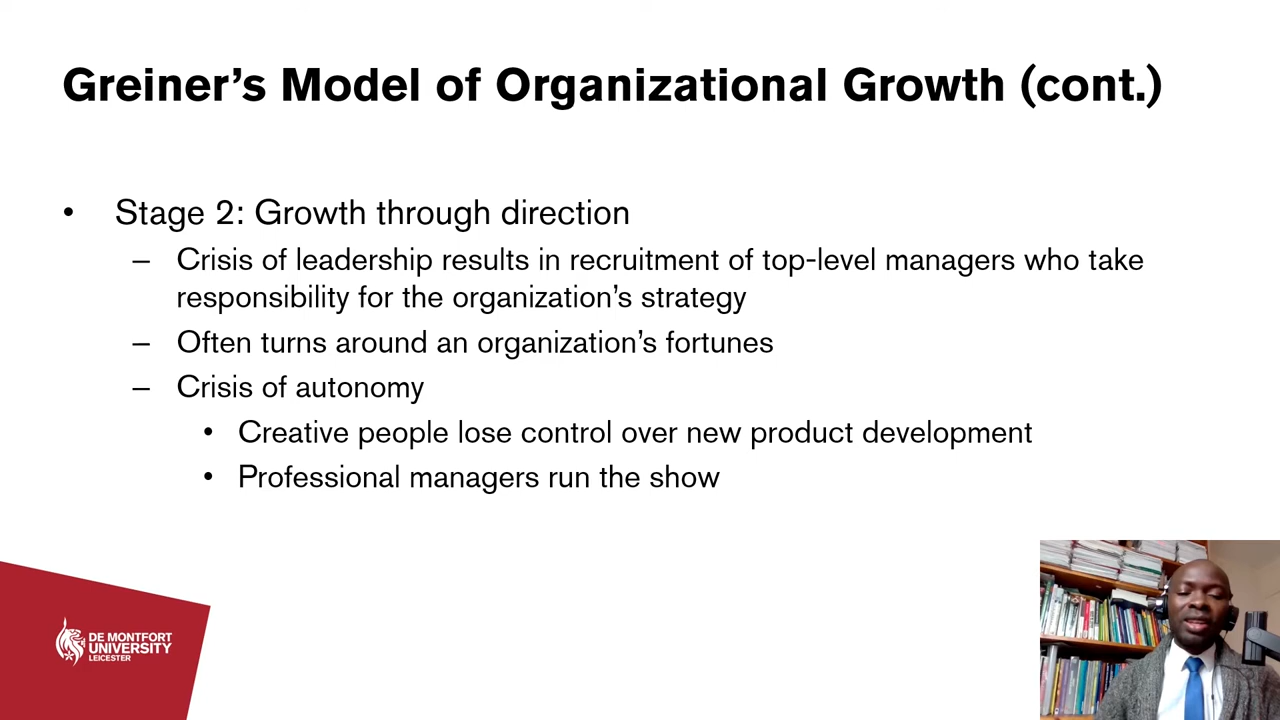 Greiner’s Model of Organizational Growth (cont.)
• Stage 2: Growth through direction
– Crisis of leadership results in recruitment of top-level managers who take
responsibility for the organization’s strategy
– Often turns around an organization’s fortunes
– Crisis of autonomy
• Creative people lose control over new product development
• Professional managers run the show
DE MONTFORT
UNIVERSITY
LEICESTER